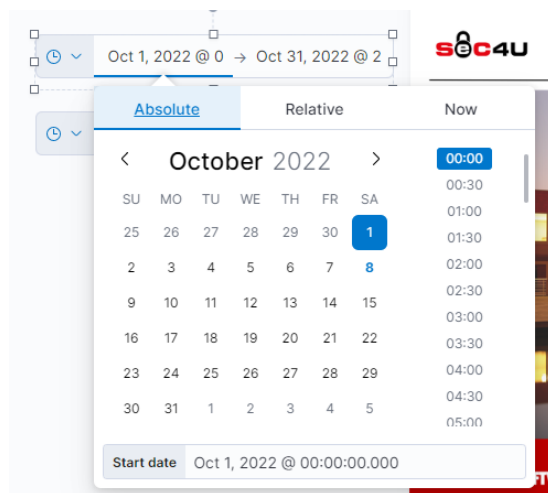 Oct 1, 2022 @ 0 → Oct 31, 2022 @ 2
sec4U
Absolute Relative Now
October 2022
SU MO TU WE TH FR SA
25 26 27 28 29 30 1
2 3 4 5 6 7 8
9 10 11 12 13 14 15
16 17 18 19 20 21 22
23 24 25 26 27 28 29
30 31 1 2 3 4 5
00:00
00:30
01:00
01:30
02:00
02:30
03:00
03:30
04:00
04:30
05:00
Start date Oct 1, 2022 @ 00:00:00.000